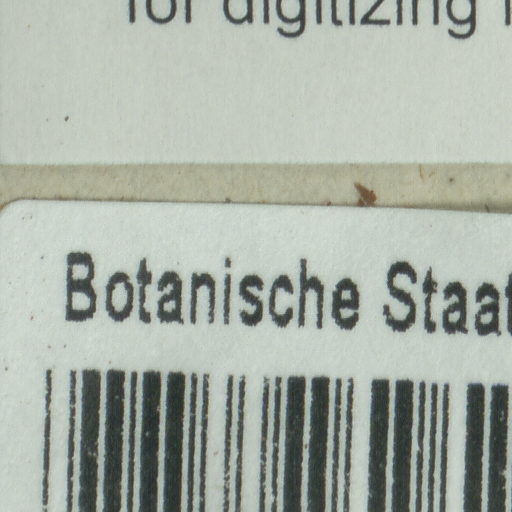 for digitizing
Botanische Staat